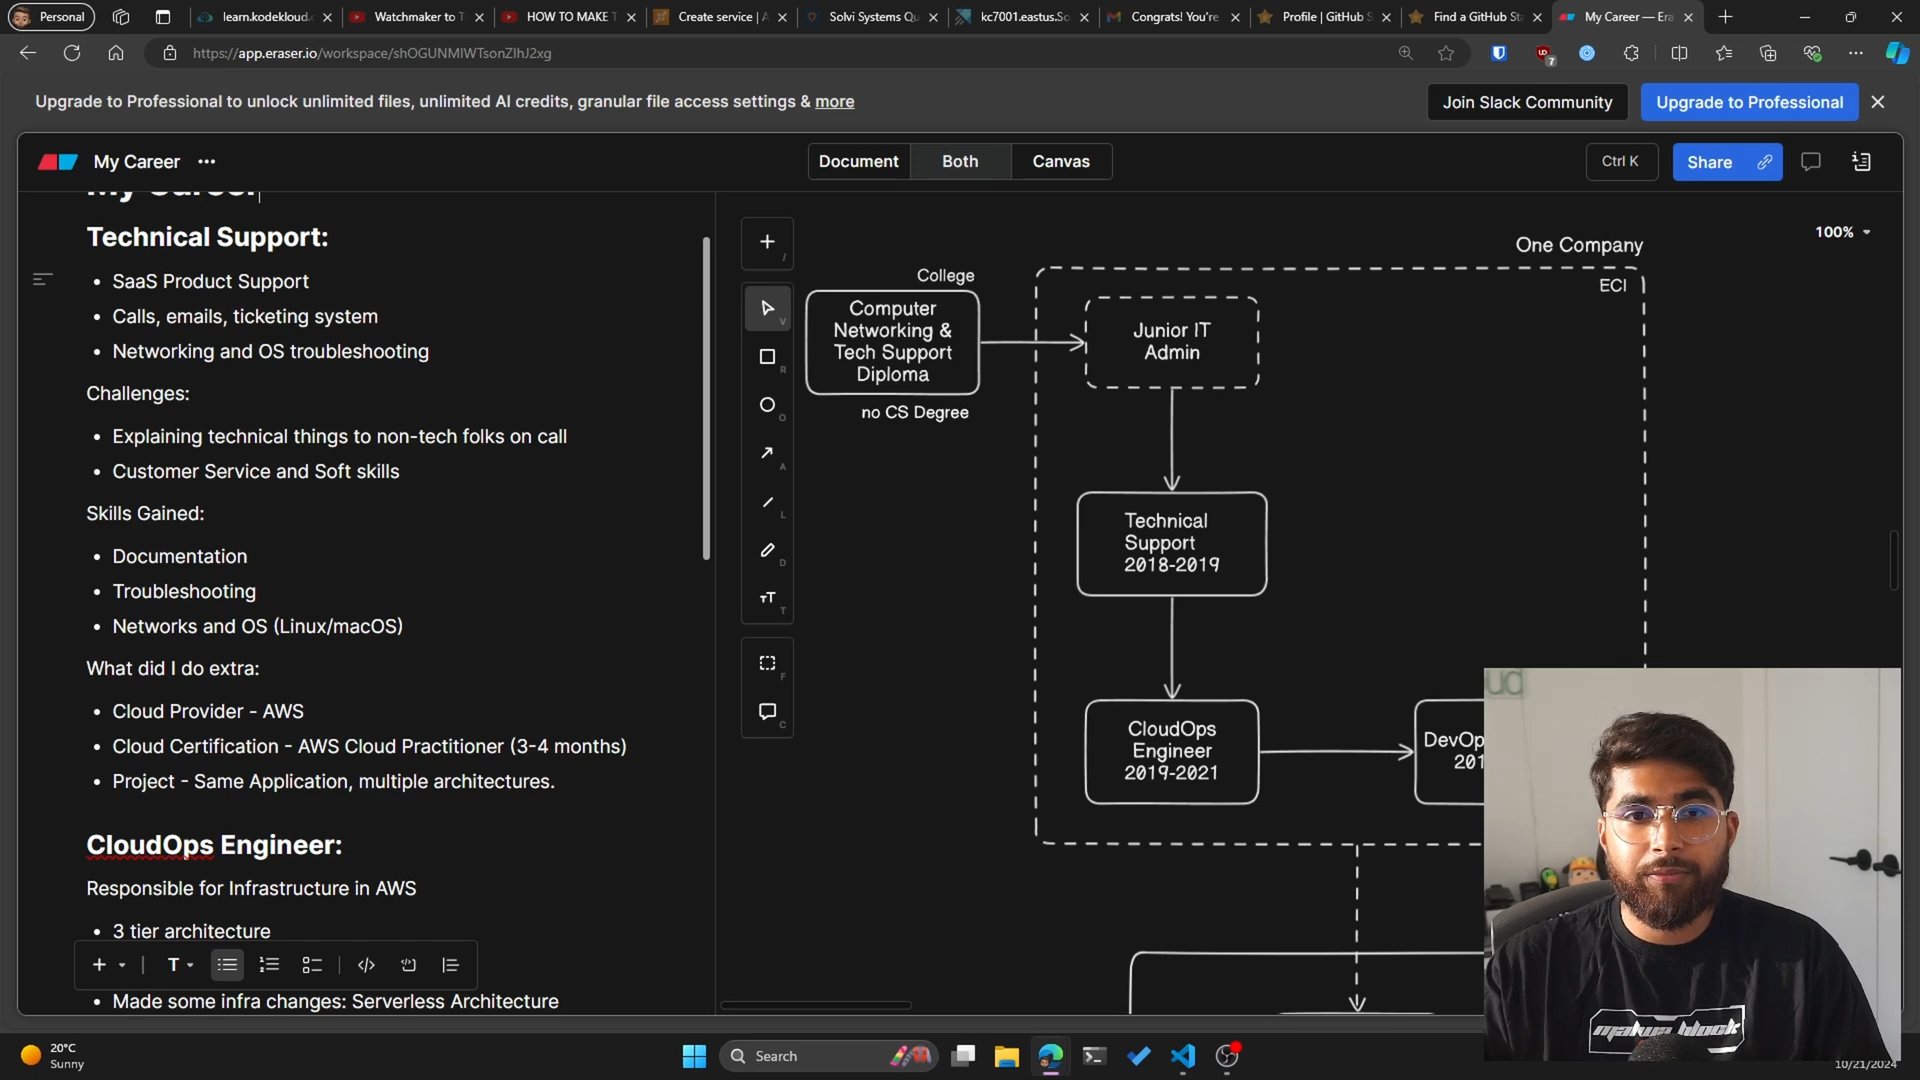 Personal
learn.kodekloud.c
Watchmaker to T
HOW TO MAKE T
Create service | A
Solvi Systems Qu
kc7001.eastus.So
Congrats! You're
Profile | GitHub S
Find a GitHub Sta
My Career — Era
https://app.eraser.io/workspace/shOGUNMIWTsonZIhJ2xg
7
Upgrade to Professional to unlock unlimited files, unlimited AI credits, granular file access settings & more
Join Slack Community
Upgrade to Professional
My Career
Document
Both
Canvas
Ctrl K
Share
My Career
Technical Support:
SaaS Product Support
Calls, emails, ticketing system
Networking and OS troubleshooting
Challenges:
Explaining technical things to non-tech folks on call
Customer Service and Soft skills
Skills Gained:
Documentation
Troubleshooting
Networks and OS (Linux/macOS)
What did I do extra:
Cloud Provider - AWS
Cloud Certification - AWS Cloud Practitioner (3-4 months)
Project - Same Application, multiple architectures.
CloudOps Engineer:
Responsible for Infrastructure in AWS
3 tier architecture
Made some infra changes: Serverless Architecture
/
V
R
O
A
L
D
T
F
C
100%
One Company
ECI
College
Computer
Networking &
Tech Support
Diploma
no CS Degree
Junior IT
Admin
Technical
Support
2018-2019
CloudOps
Engineer
2019-2021
DevOp
201
20°C
Sunny
Search
10/21/2024